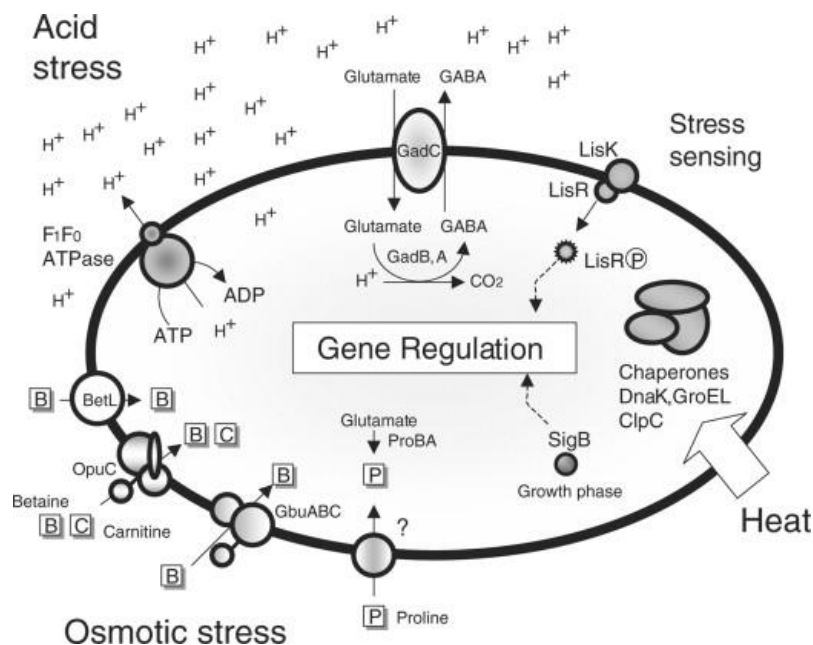 Acid
stress
H+ H+ H+ H+ H+ H+ H+
H+ H+
H+ H+ H+ H+ H+ H+ H+
H+ H+ H+
H+
H+
Glutamate GABA
GadC
Glutamate GABA
GadB, A
H+ CO2
Stress
sensing
LisK
LisR
LisR P
F1F0
ATPase
ADP
ATP
H+
Gene Regulation
Chaperones
DnaK,GroEL
ClpC
Heat
SigB
Growth phase
B BetL B
B C
OpuC
Betaine
B C Carnitine
B
GbuABC
B
Glutamate
ProBA
P
?
P Proline
Osmotic stress